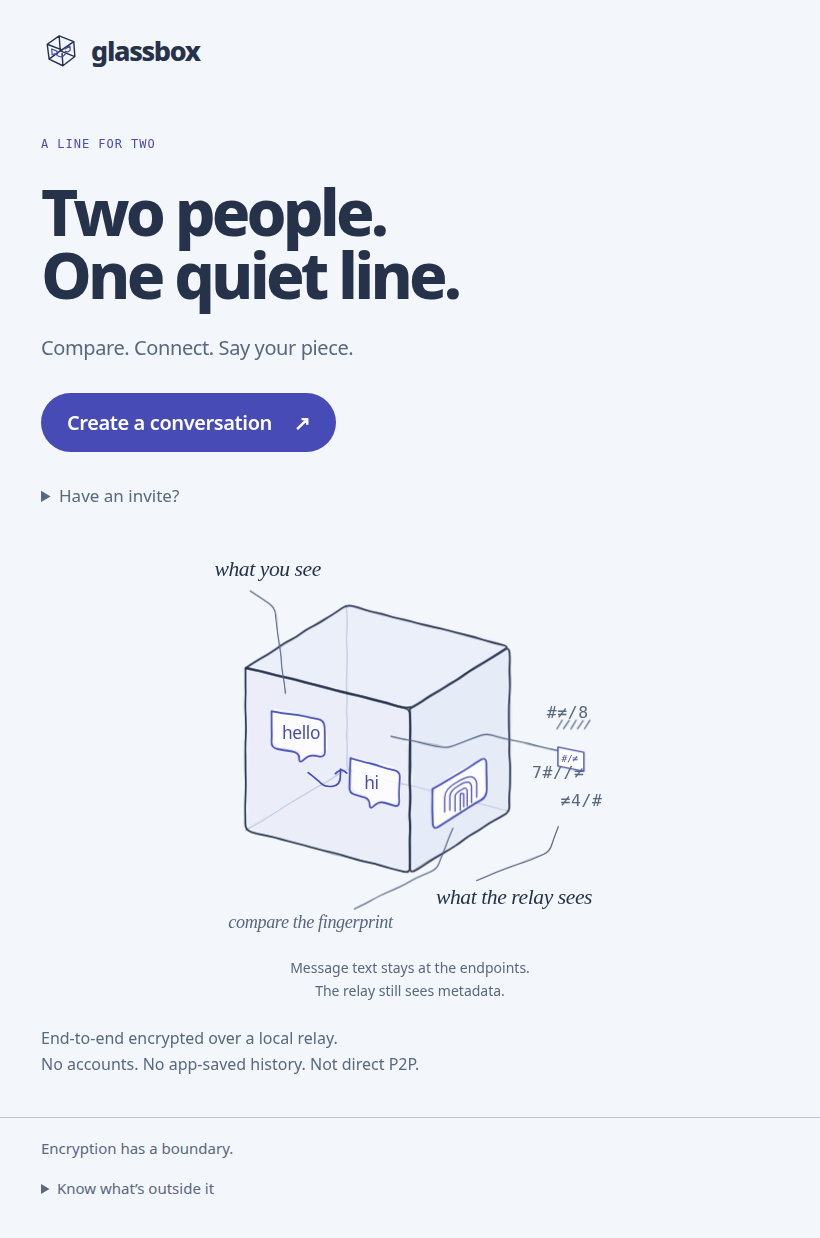 glassbox
A LINE FOR TWO
Two people.
One quiet line.
Compare. Connect. Say your piece.
Create a conversation ↗
▶ Have an invite?
what you see
hello
hi
#≠/8
#/≠
7#//≠
≠4/#
what the relay sees
compare the fingerprint
Message text stays at the endpoints.
The relay still sees metadata.
End-to-end encrypted over a local relay.
No accounts. No app-saved history. Not direct P2P.
Encryption has a boundary.
▶ Know what’s outside it